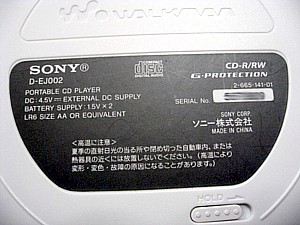 WALKMAN
SONY®
D-EJ002
PORTABLE CD PLAYER
DC: 4.5V ⎓ EXTERNAL DC SUPPLY
BATTERY SUPPLY: 1.5V × 2
LR6 SIZE AA OR EQUIVALENT
COMPACT
disc
DIGITAL AUDIO
CD-R/RW
G-PROTECTION
2-665-141-01
SERIAL No.
SONY CORP.
ソニー株式会社
MADE IN CHINA
<高温に注意>
夏季の直射日光の当る所や閉め切った自動車内、または
熱器具の近くには放置しないでください。(高温により
変形・変色・故障の原因になることがあります。)
HOLD